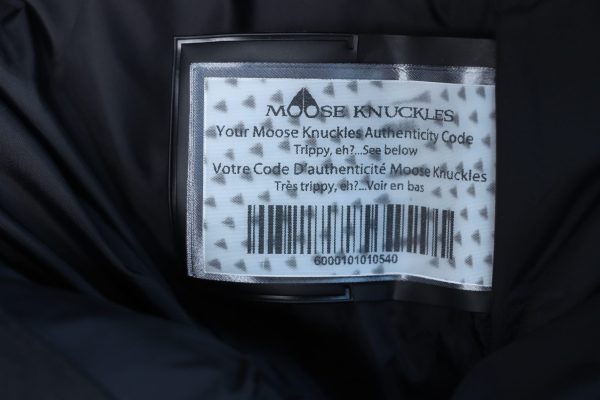 MOOSE KNUCKLES
Your Moose Knuckles Authenticity Code
Trippy, eh?...See below
Votre Code D'authenticité Moose Knuckles
Très trippy, eh?...Voir en bas
6000101010540